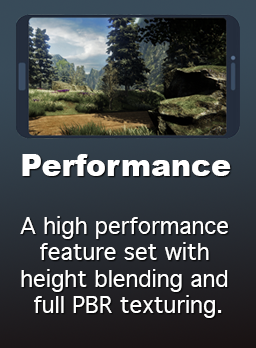 Performance
A high performance
feature set with
height blending and
full PBR texturing.